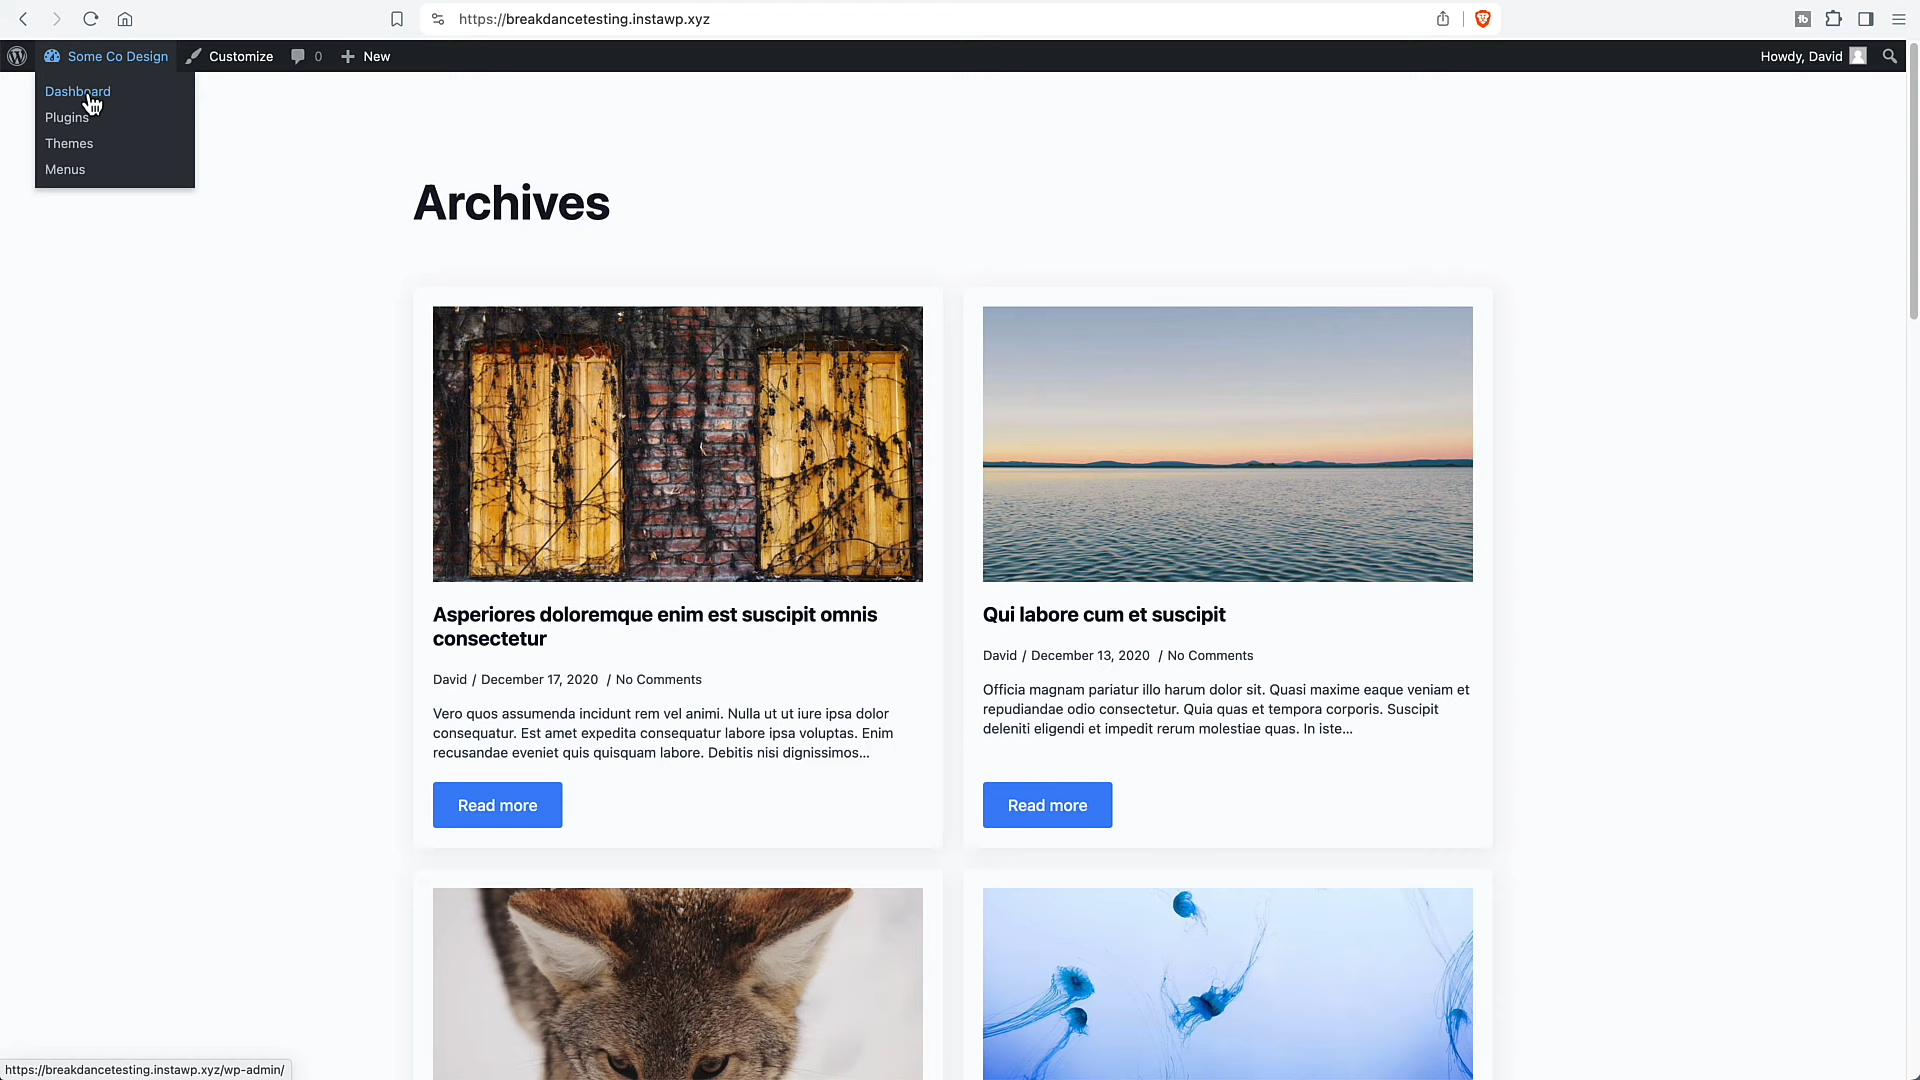 https://breakdancetesting.instawp.xyz
Some Co Design
Customize
0
New
Howdy, David
Dashboard
Plugins
Themes
Menus
Archives
Asperiores doloremque enim est suscipit omnis
consectetur
David / December 17, 2020 / No Comments
Vero quos assumenda incidunt rem vel animi. Nulla ut ut iure ipsa dolor
consequatur. Est amet expedita consequatur labore ipsa voluptas. Enim
recusandae eveniet quis quisquam labore. Debitis nisi dignissimos...
Read more
Qui labore cum et suscipit
David / December 13, 2020 / No Comments
Officia magnam pariatur illo harum dolor sit. Quasi maxime eaque veniam et
repudiandae odio consectetur. Quia quas et tempora corporis. Suscipit
deleniti eligendi et impedit rerum molestiae quas. In iste...
Read more
https://breakdancetesting.instawp.xyz/wp-admin/